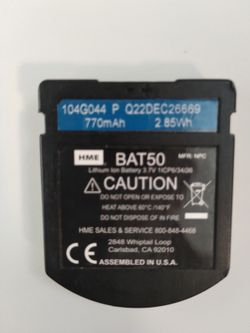 104G044 P Q22DEC26669
770mAh 2.85Wh
HME BAT50 MFR: NPC
Lithium Ion Battery 3.7V 1ICP6/34/36
CAUTION
DO NOT OPEN OR EXPOSE TO
HEAT ABOVE 60°C /140°F
DO NOT DISPOSE OF IN FIRE
HME SALES & SERVICE 800-848-4468
2848 Whiptail Loop
Carlsbad, CA 92010
CE ASSEMBLED IN U.S.A.